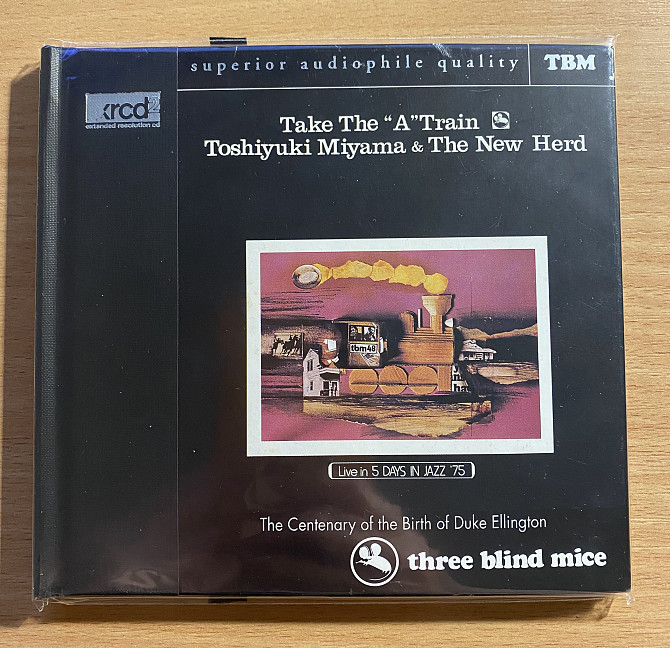 superior audiophile quality TBM
xrcd2
extended resolution cd
Take The "A" Train
Toshiyuki Miyama & The New Herd
tbm48
Live in 5 DAYS IN JAZZ '75
The Centenary of the Birth of Duke Ellington
three blind mice